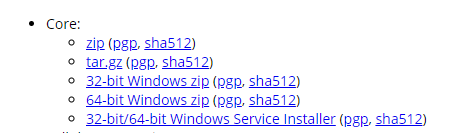 Core:
zip (pgp, sha512)
tar.gz (pgp, sha512)
32-bit Windows zip (pgp, sha512)
64-bit Windows zip (pgp, sha512)
32-bit/64-bit Windows Service Installer (pgp, sha512)